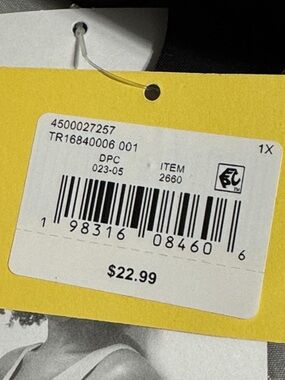 4500027257
TR16840006 001
1X
DPC ITEM
023-05 2660
1 98316 08460 6
$22.99